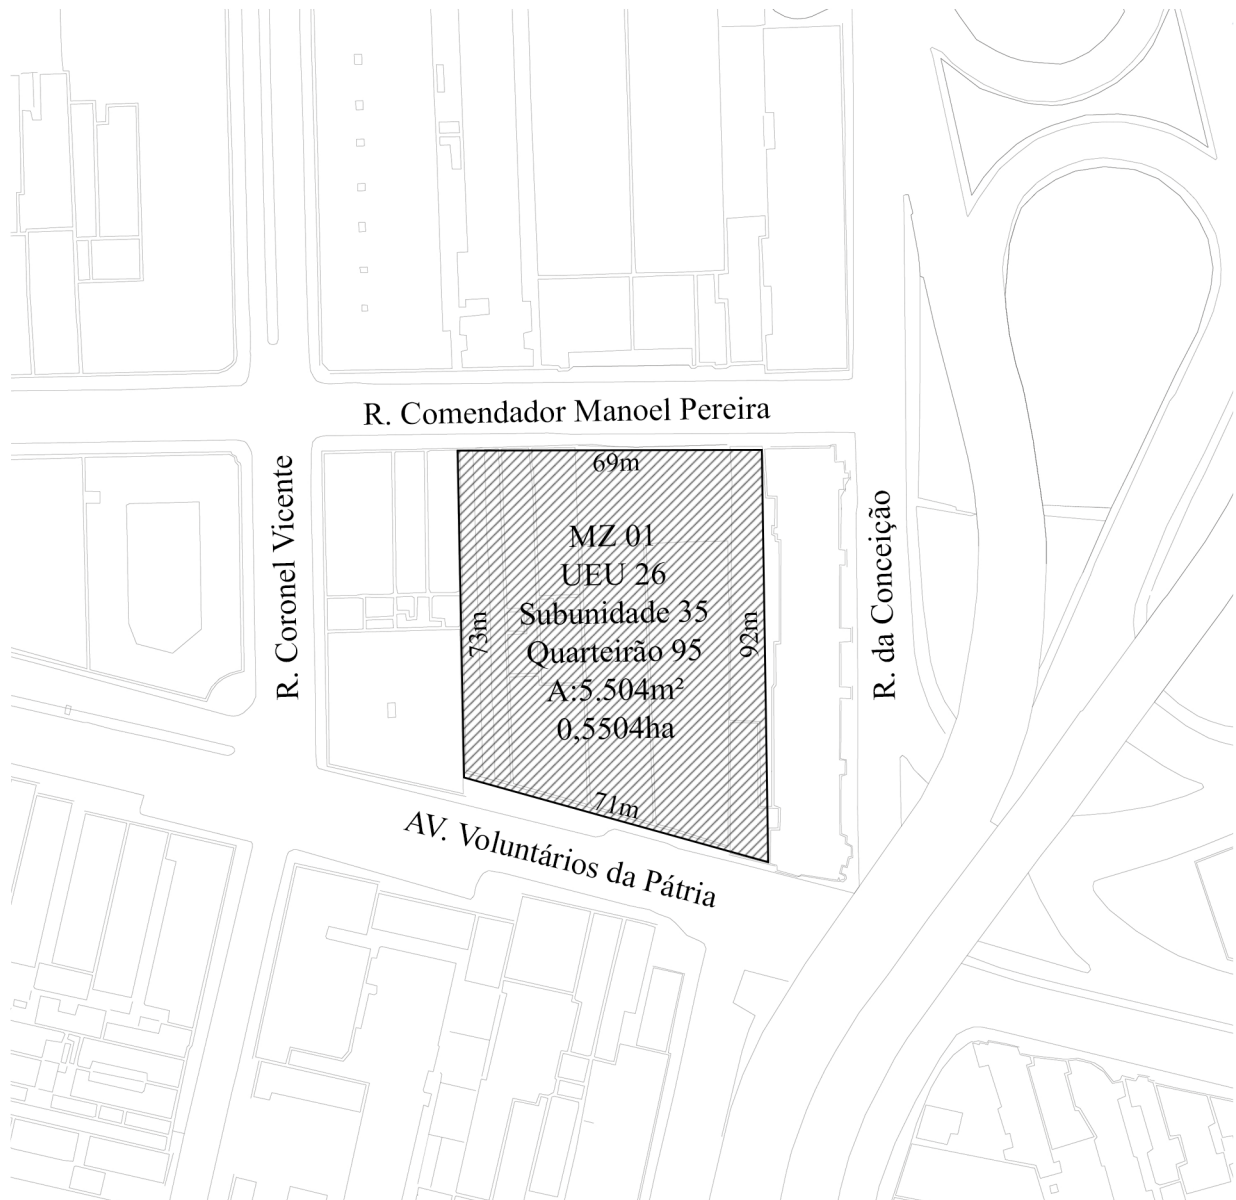 R. Comendador Manoel Pereira
69m
R. Coronel Vicente
MZ 01
UEU 26
Subunidade 35
Quarteirão 95
A:5.504m²
0,5504ha
73m
92m
R. da Conceição
71m
AV. Voluntários da Pátria